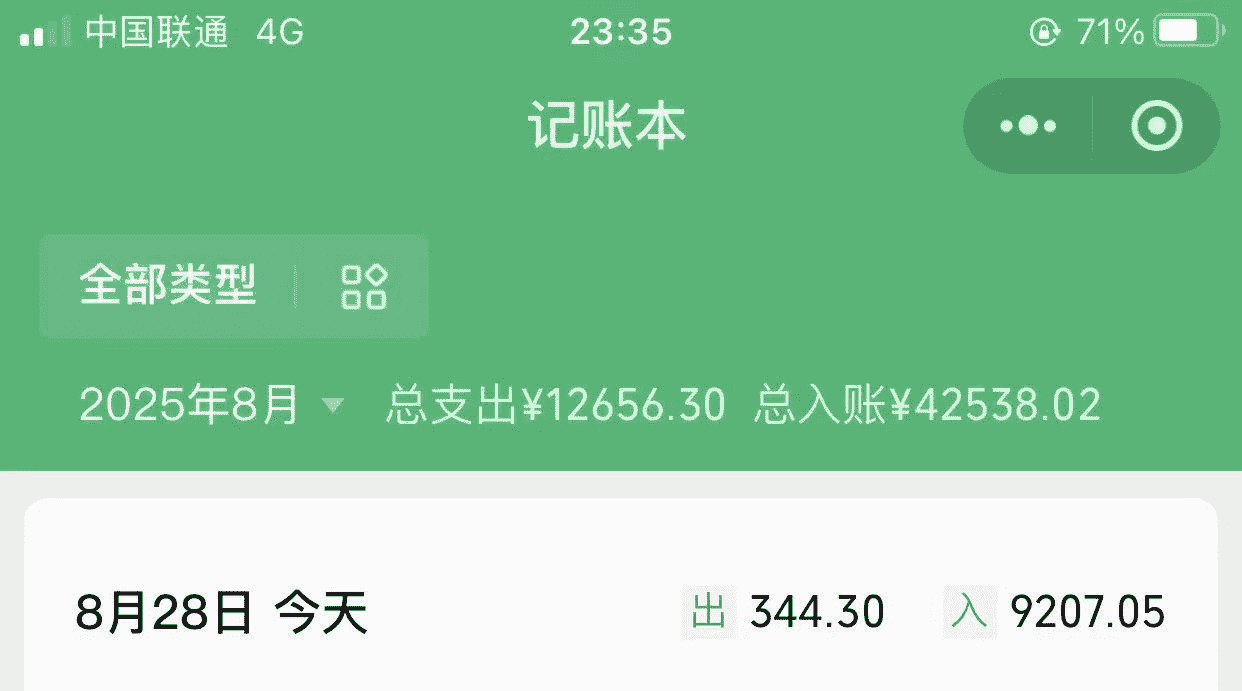 中国联通 4G 23:35 71%
记账本
全部类型
2025年8月 总支出¥12656.30 总入账¥42538.02
8月28日 今天 出 344.30 入 9207.05